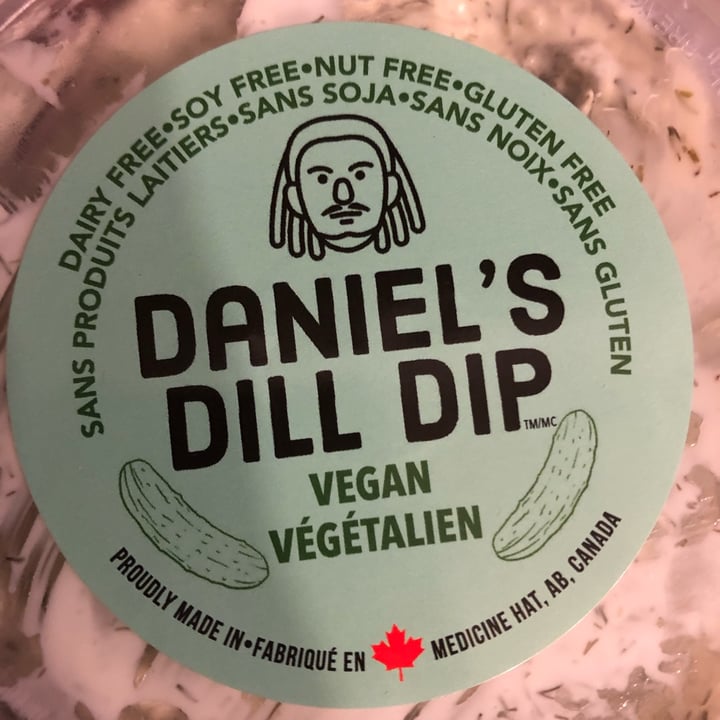 DAIRY FREE•SOY FREE•NUT FREE•GLUTEN FREE
SANS PRODUITS LAITIERS•SANS SOJA•SANS NOIX•SANS GLUTEN
DANIEL'S
DILL DIP TM/MC
VEGAN
VÉGÉTALIEN
PROUDLY MADE IN•FABRIQUÉ EN MEDICINE HAT, AB, CANADA